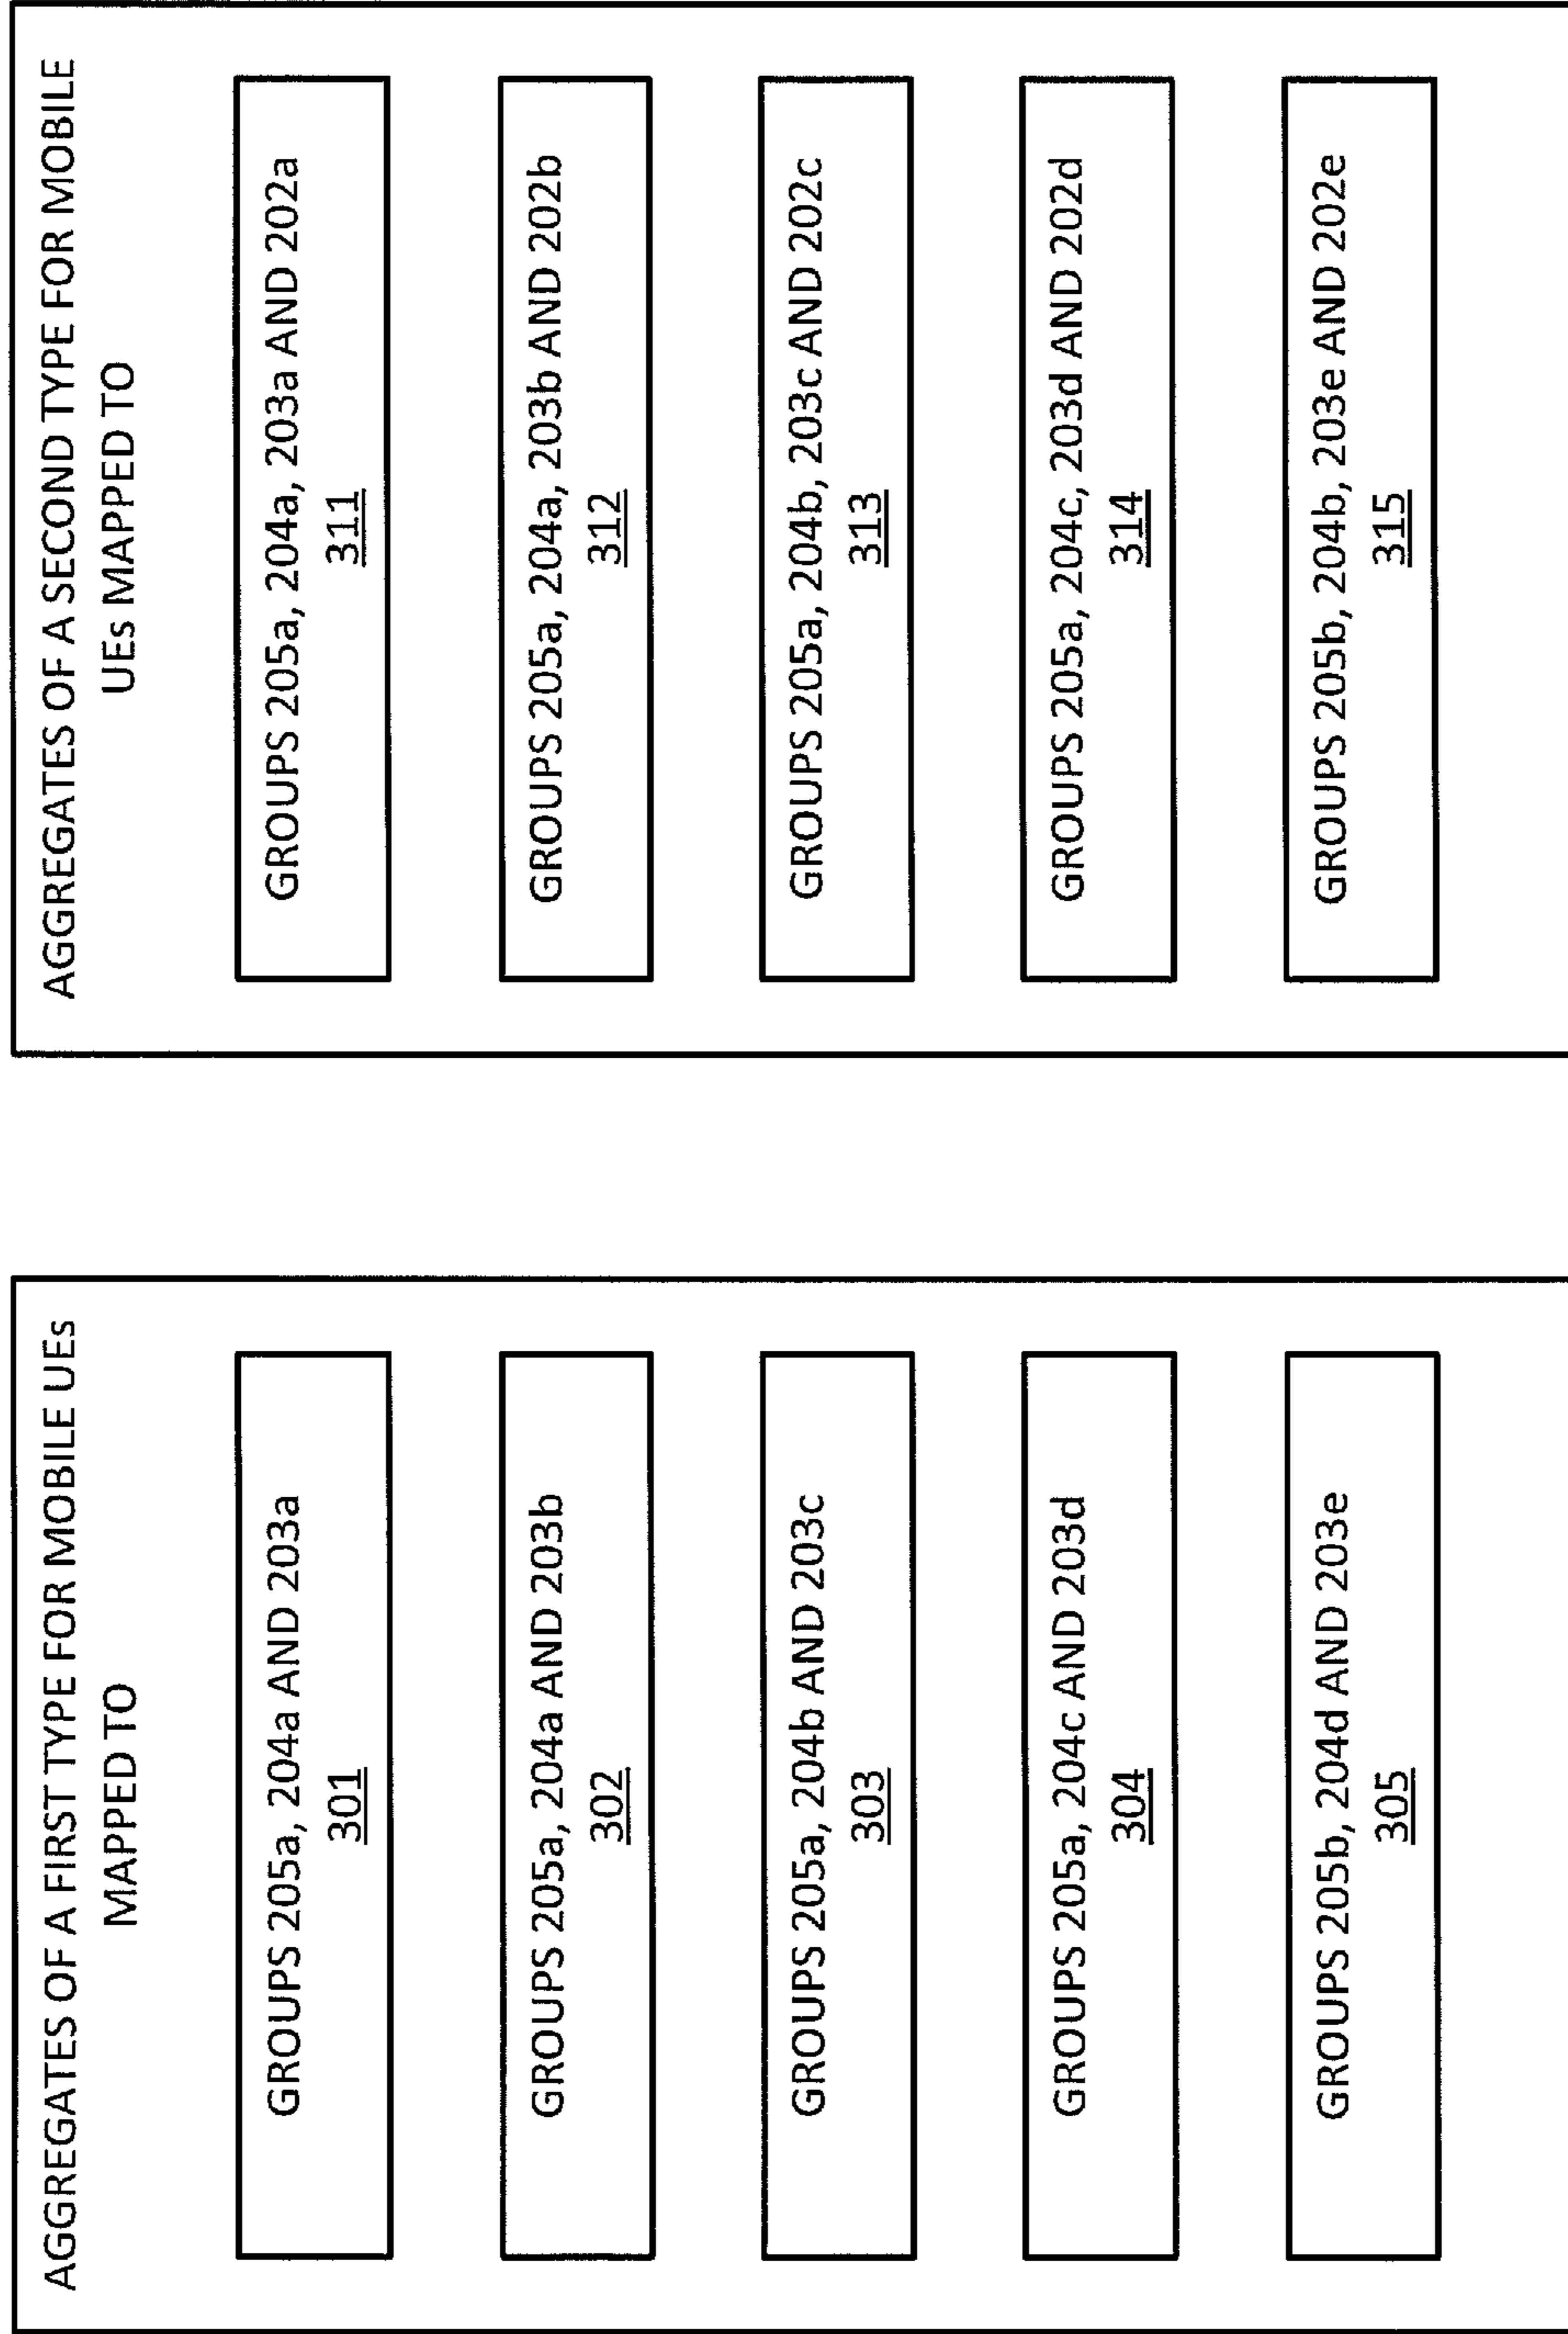 AGGREGATES OF A FIRST TYPE FOR MOBILE UEs
MAPPED TO
GROUPS 205a, 204a AND 203a
301
GROUPS 205a, 204a AND 203b
302
GROUPS 205a, 204b AND 203c
303
GROUPS 205a, 204c AND 203d
304
GROUPS 205b, 204d AND 203e
305
AGGREGATES OF A SECOND TYPE FOR MOBILE
UEs MAPPED TO
GROUPS 205a, 204a, 203a AND 202a
311
GROUPS 205a, 204a, 203b AND 202b
312
GROUPS 205a, 204b, 203c AND 202c
313
GROUPS 205a, 204c, 203d AND 202d
314
GROUPS 205b, 204b, 203e AND 202e
315